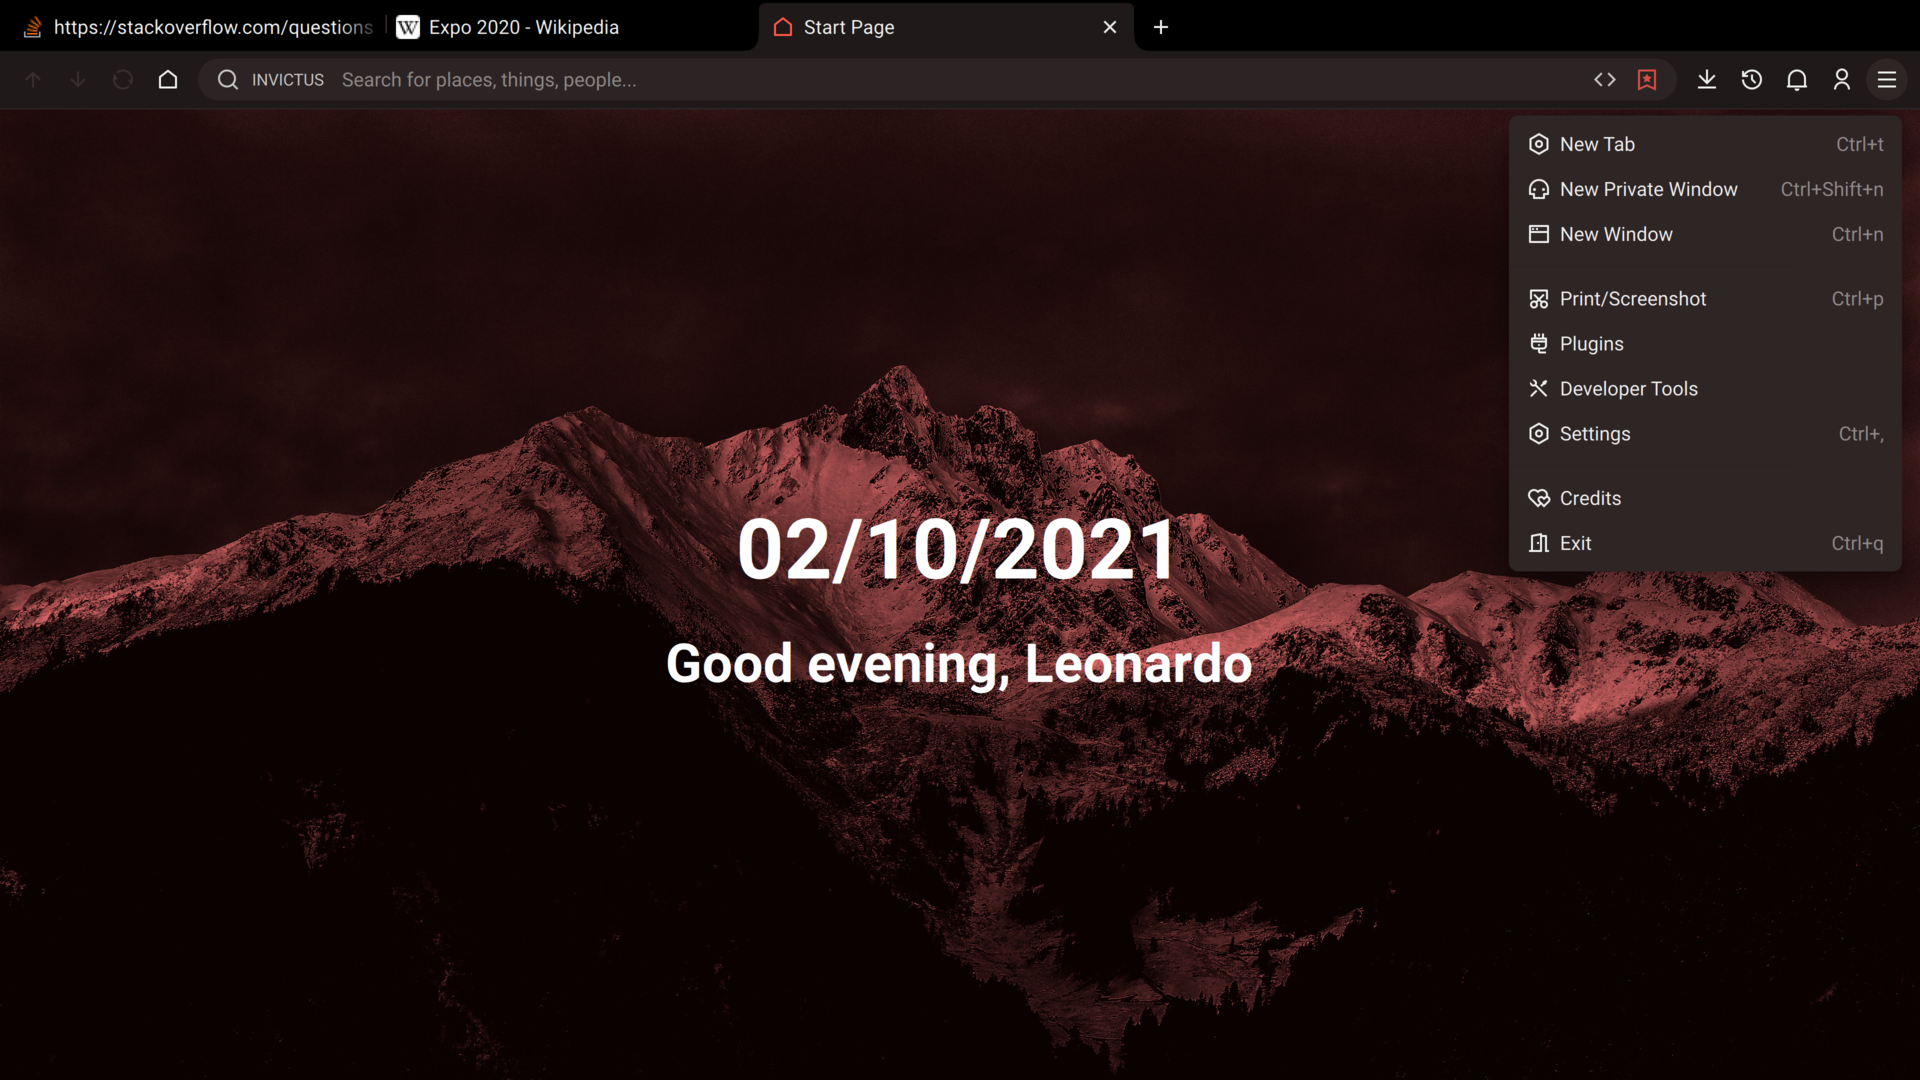 https://stackoverflow.com/questions
W Expo 2020 - Wikipedia
Start Page
INVICTUS Search for places, things, people...
New Tab Ctrl+t
New Private Window Ctrl+Shift+n
New Window Ctrl+n
Print/Screenshot Ctrl+p
Plugins
Developer Tools
Settings Ctrl+,
Credits
Exit Ctrl+q
02/10/2021
Good evening, Leonardo